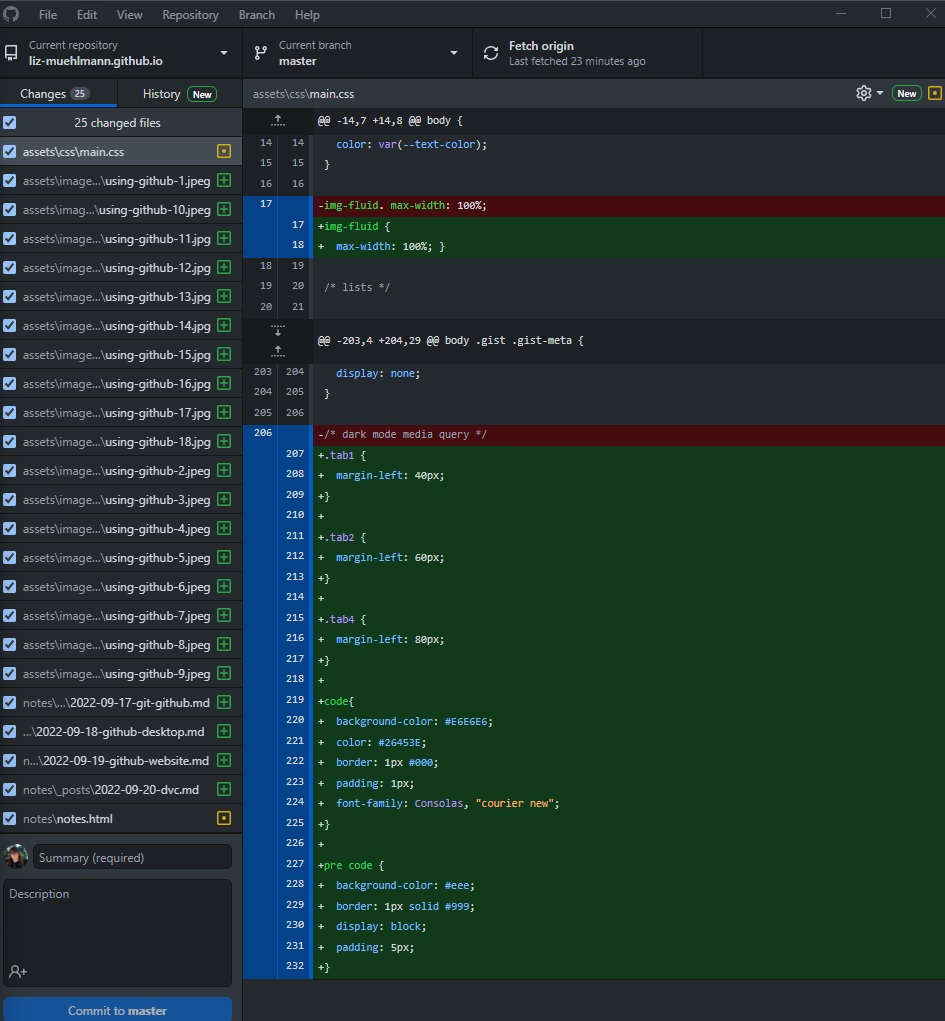 File Edit View Repository Branch Help
Current repository
liz-muehlmann.github.io
Current branch
master
Fetch origin
Last fetched 23 minutes ago
Changes 25
History New
25 changed files
assets\css\main.css
assets\image...\using-github-1.jpeg
assets\imag...\using-github-10.jpeg
assets\image...\using-github-11.jpg
assets\image...\using-github-12.jpg
assets\image...\using-github-13.jpg
assets\image...\using-github-14.jpg
assets\image...\using-github-15.jpg
assets\image...\using-github-16.jpg
assets\image...\using-github-17.jpg
assets\image...\using-github-18.jpg
assets\image...\using-github-2.jpeg
assets\image...\using-github-3.jpeg
assets\image...\using-github-4.jpeg
assets\image...\using-github-5.jpeg
assets\image...\using-github-6.jpeg
assets\image...\using-github-7.jpeg
assets\image...\using-github-8.jpeg
assets\image...\using-github-9.jpeg
notes\...\2022-09-17-git-github.md
...\2022-09-18-github-desktop.md
n...\2022-09-19-github-website.md
notes\_posts\2022-09-20-dvc.md
notes\notes.html
Summary (required)
Description
Commit to master
assets\css\main.css
New
@@ -14,7 +14,8 @@ body {
14 14 color: var(--text-color);
15 15 }
16 16
17 -img-fluid. max-width: 100%;
17 +img-fluid {
18 + max-width: 100%; }
18 19
19 20 /* lists */
20 21
@@ -203,4 +204,29 @@ body .gist .gist-meta {
203 204 display: none;
204 205 }
205 206
206 -/* dark mode media query */
207 +.tab1 {
208 + margin-left: 40px;
209 +}
210 +
211 +.tab2 {
212 + margin-left: 60px;
213 +}
214 +
215 +.tab4 {
216 + margin-left: 80px;
217 +}
218 +
219 +code{
220 + background-color: #E6E6E6;
221 + color: #26453E;
222 + border: 1px #000;
223 + padding: 1px;
224 + font-family: Consolas, "courier new";
225 +}
226 +
227 +pre code {
228 + background-color: #eee;
229 + border: 1px solid #999;
230 + display: block;
231 + padding: 5px;
232 +}